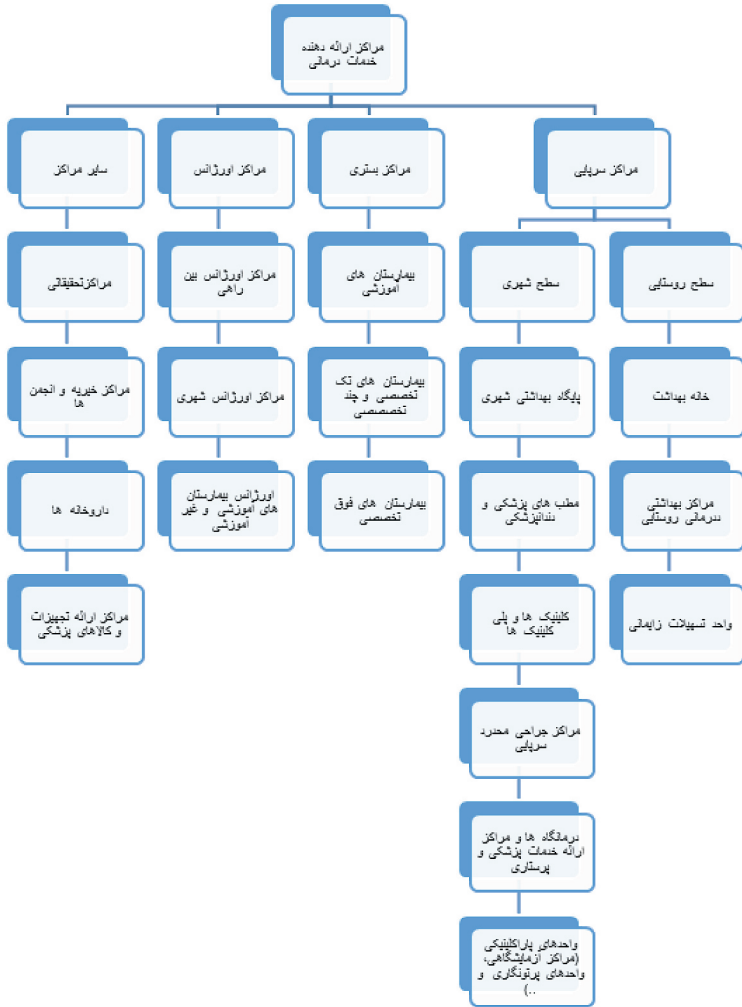 مراکز ارائه دهنده
خدمات درمانی
مراکز سرپایی
مراکز بستری
مراکز اورژانس
سایر مراکز
سطح روستایی
سطح شهری
بیمارستان های
آموزشی
مراکز اورژانس بین
راهی
مراکزتحقیقاتی
خانه بهداشت
پایگاه بهداشتی شهری
بیمارستان های تک
تخصصی و چند
تخصصصی
مراکز اورژانس شهری
مراکز خیریه و انجمن
ها
مراکز بهداشتی
درمانی روستایی
مطب های پزشکی و
دندانپزشکی
بیمارستان های فوق
تخصصی
اورژانس بیمارستان
های آموزشی و غیر
آموزشی
داروخانه ها
واحد تسهیلات زایمانی
کلینیک ها و پلی
کلینیک ها
مراکز ارائه تجهیزات
و کالاهای پزشکی
مراکز جراحی محدود
سرپایی
درمانگاه ها و مراکز
ارائه خدمات پزشکی و
پرستاری
واحدهای پاراکلینیکی
(مراکز آزمایشگاهی،
واحدهای پرتونگاری و
..)